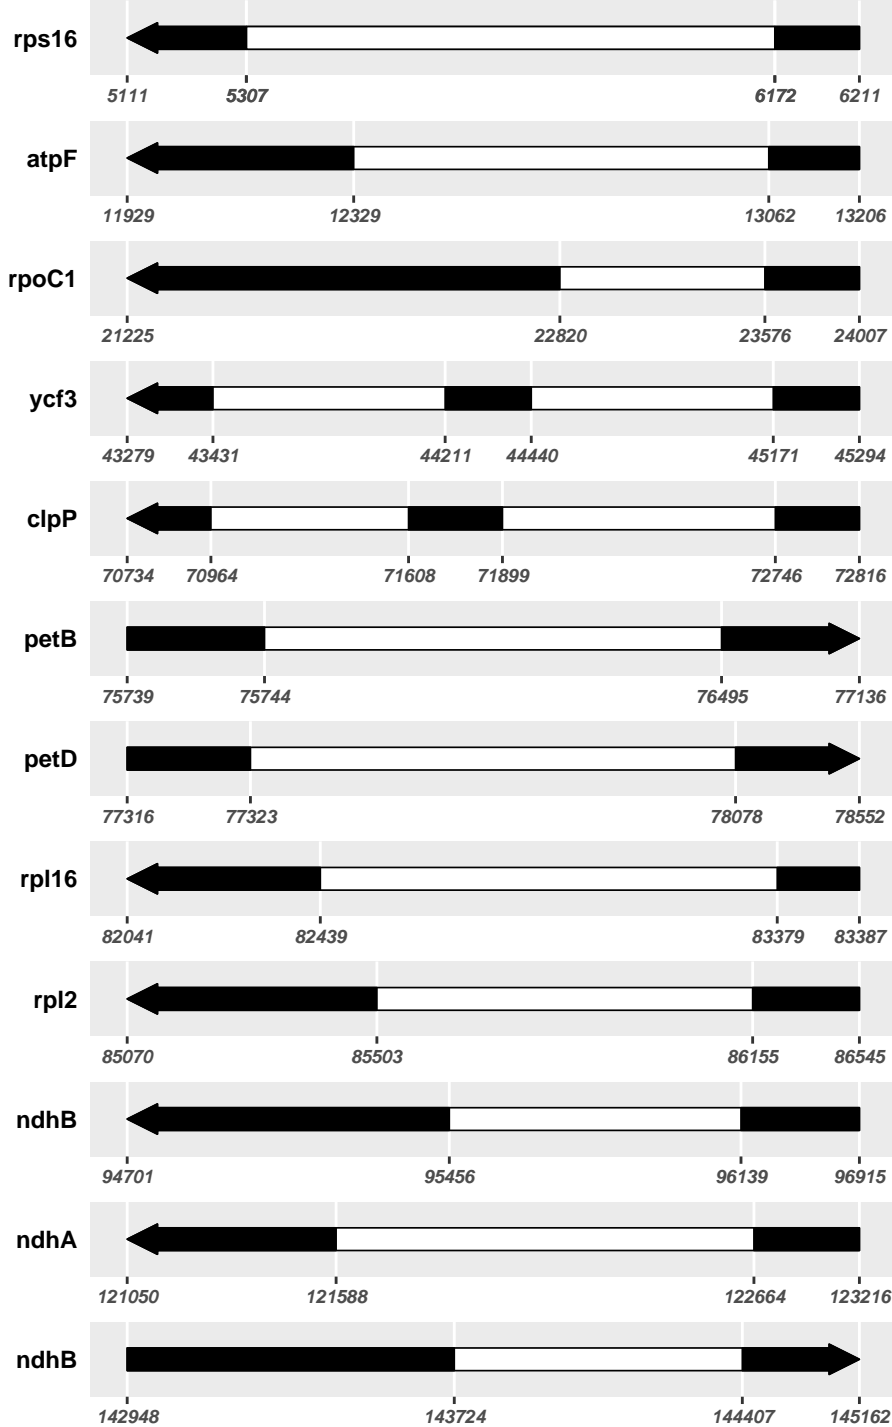 rps16
5111 5307 6172 6211
atpF
11929 12329 13062 13206
rpoC1
21225 22820 23576 24007
ycf3
43279 43431 44211 44440 45171 45294
clpP
70734 70964 71608 71899 72746 72816
petB
75739 75744 76495 77136
petD
77316 77323 78078 78552
rpl16
82041 82439 83379 83387
rpl2
85070 85503 86155 86545
ndhB
94701 95456 96139 96915
ndhA
121050 121588 122664 123216
ndhB
142948 143724 144407 145162